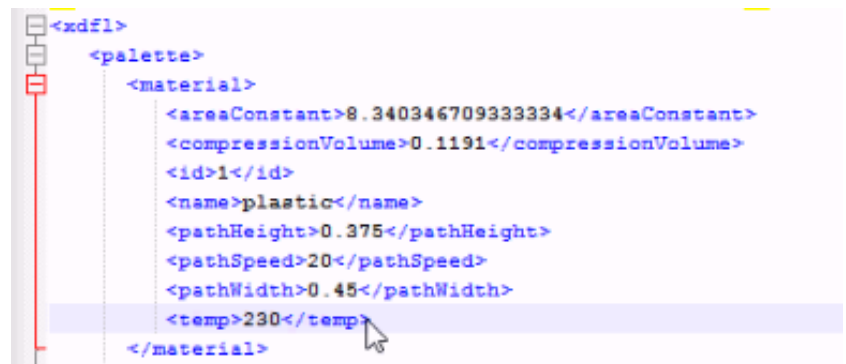 <xdfl>
<palette>
<material>
<areaConstant>8.340346709333334</areaConstant>
<compressionVolume>0.1191</compressionVolume>
<id>1</id>
<name>plastic</name>
<pathHeight>0.375</pathHeight>
<pathSpeed>20</pathSpeed>
<pathWidth>0.45</pathWidth>
<temp>230</temp>
</material>